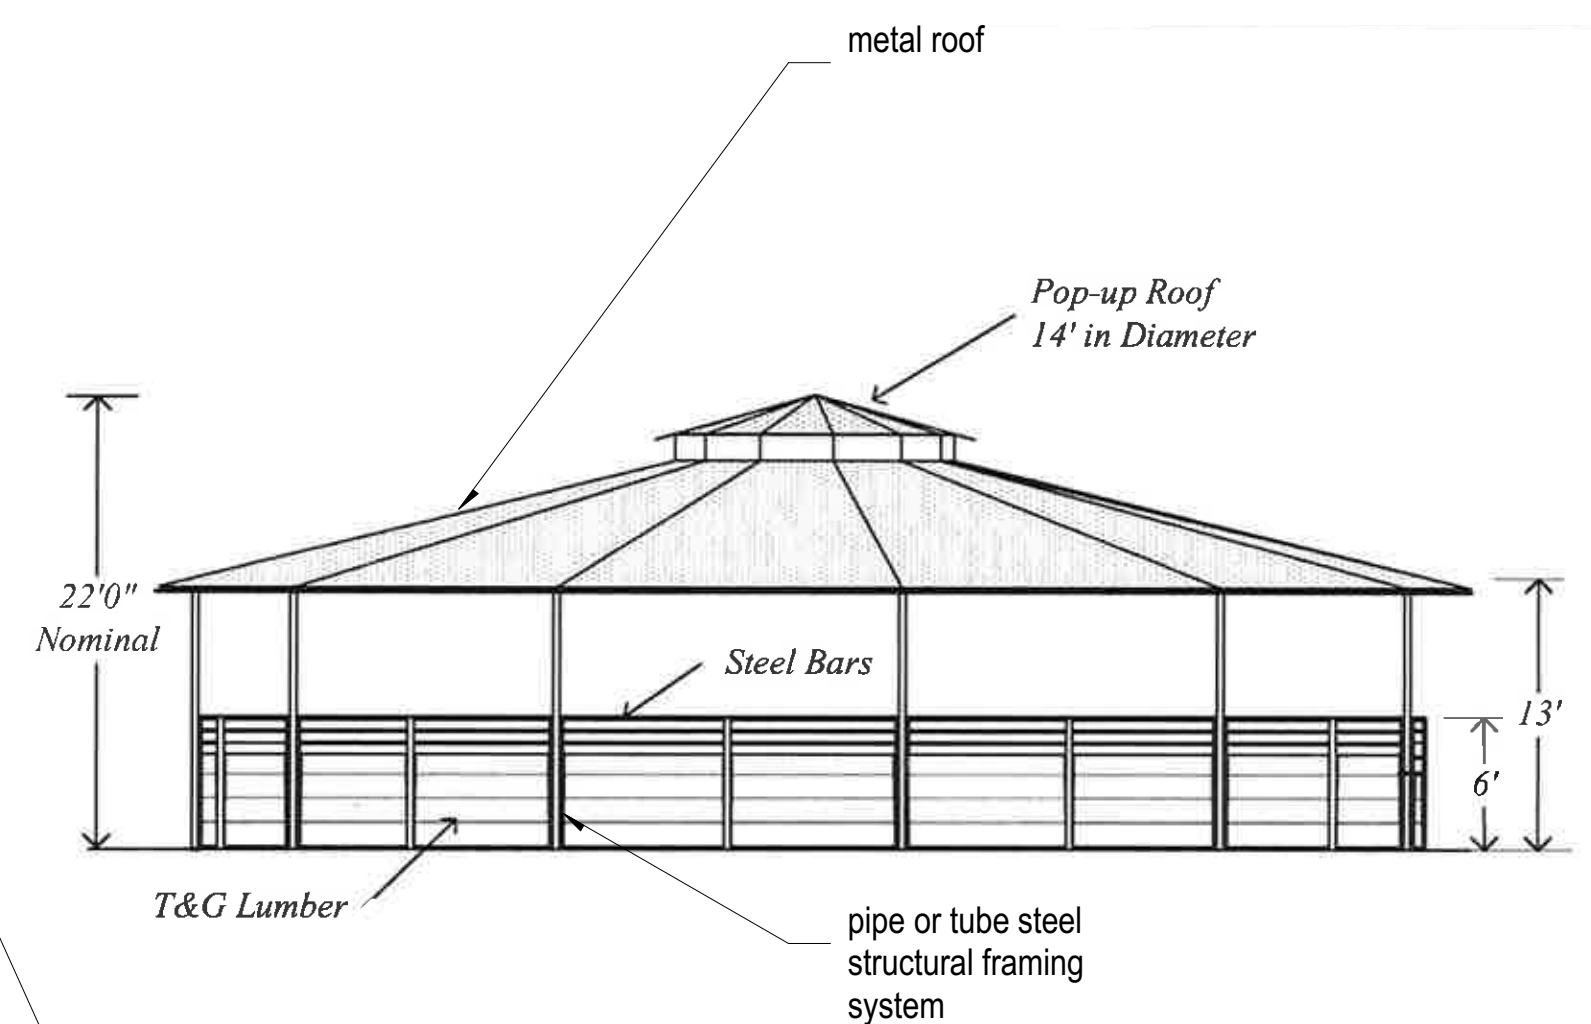 metal roof
Pop-up Roof
14' in Diameter
22'0"
Nominal
Steel Bars
13'
6'
T&G Lumber
pipe or tube steel
structural framing
system